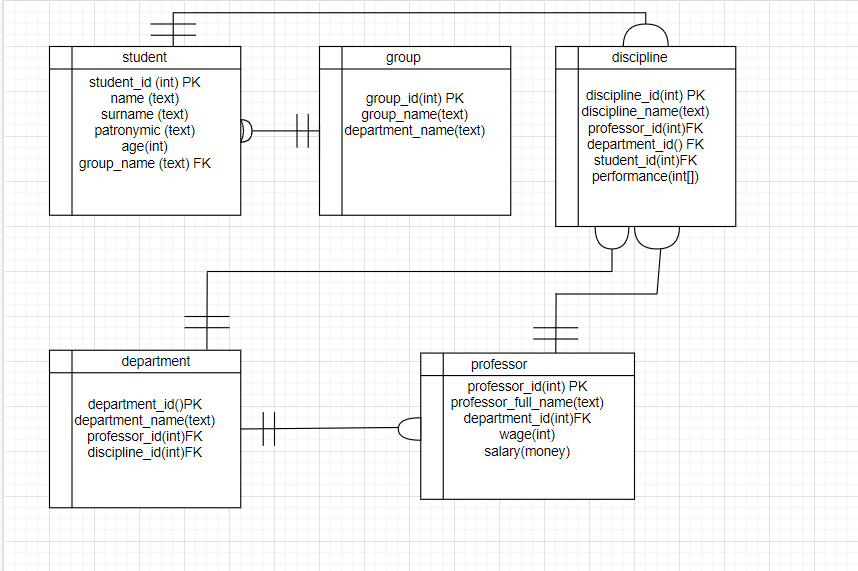 student
student_id (int) PK
name (text)
surname (text)
patronymic (text)
age(int)
group_name (text) FK
group
group_id(int) PK
group_name(text)
department_name(text)
discipline
discipline_id(int) PK
discipline_name(text)
professor_id(int)FK
department_id() FK
student_id(int)FK
performance(int[])
department
department_id()PK
department_name(text)
professor_id(int)FK
discipline_id(int)FK
professor
professor_id(int) PK
professor_full_name(text)
department_id(int)FK
wage(int)
salary(money)